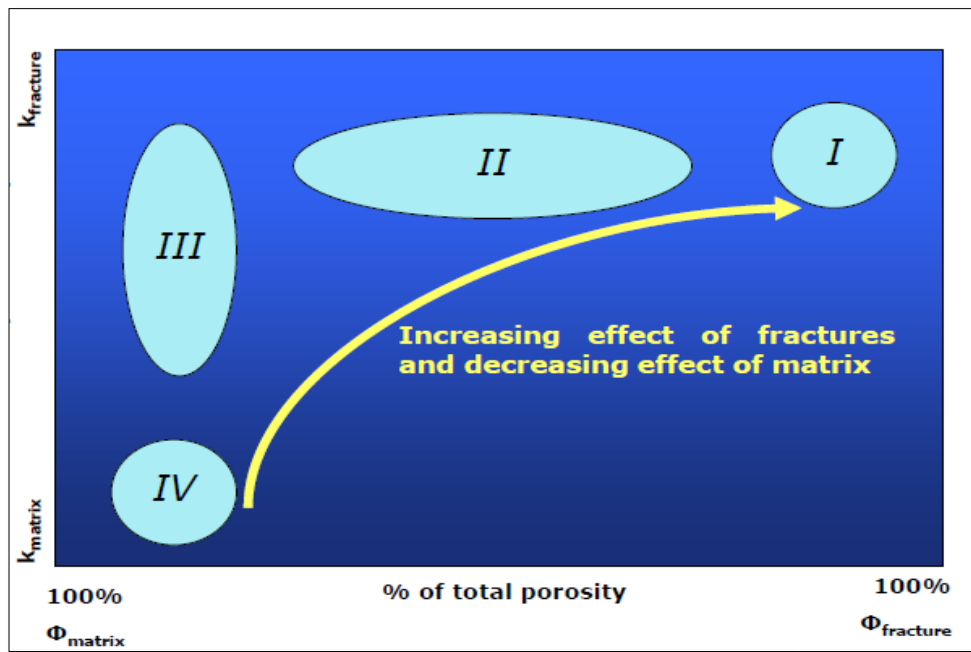 k_fracture
I
II
III
Increasing effect of fractures
and decreasing effect of matrix
IV
k_matrix
100%
% of total porosity
100%
Φ_matrix
Φ_fracture